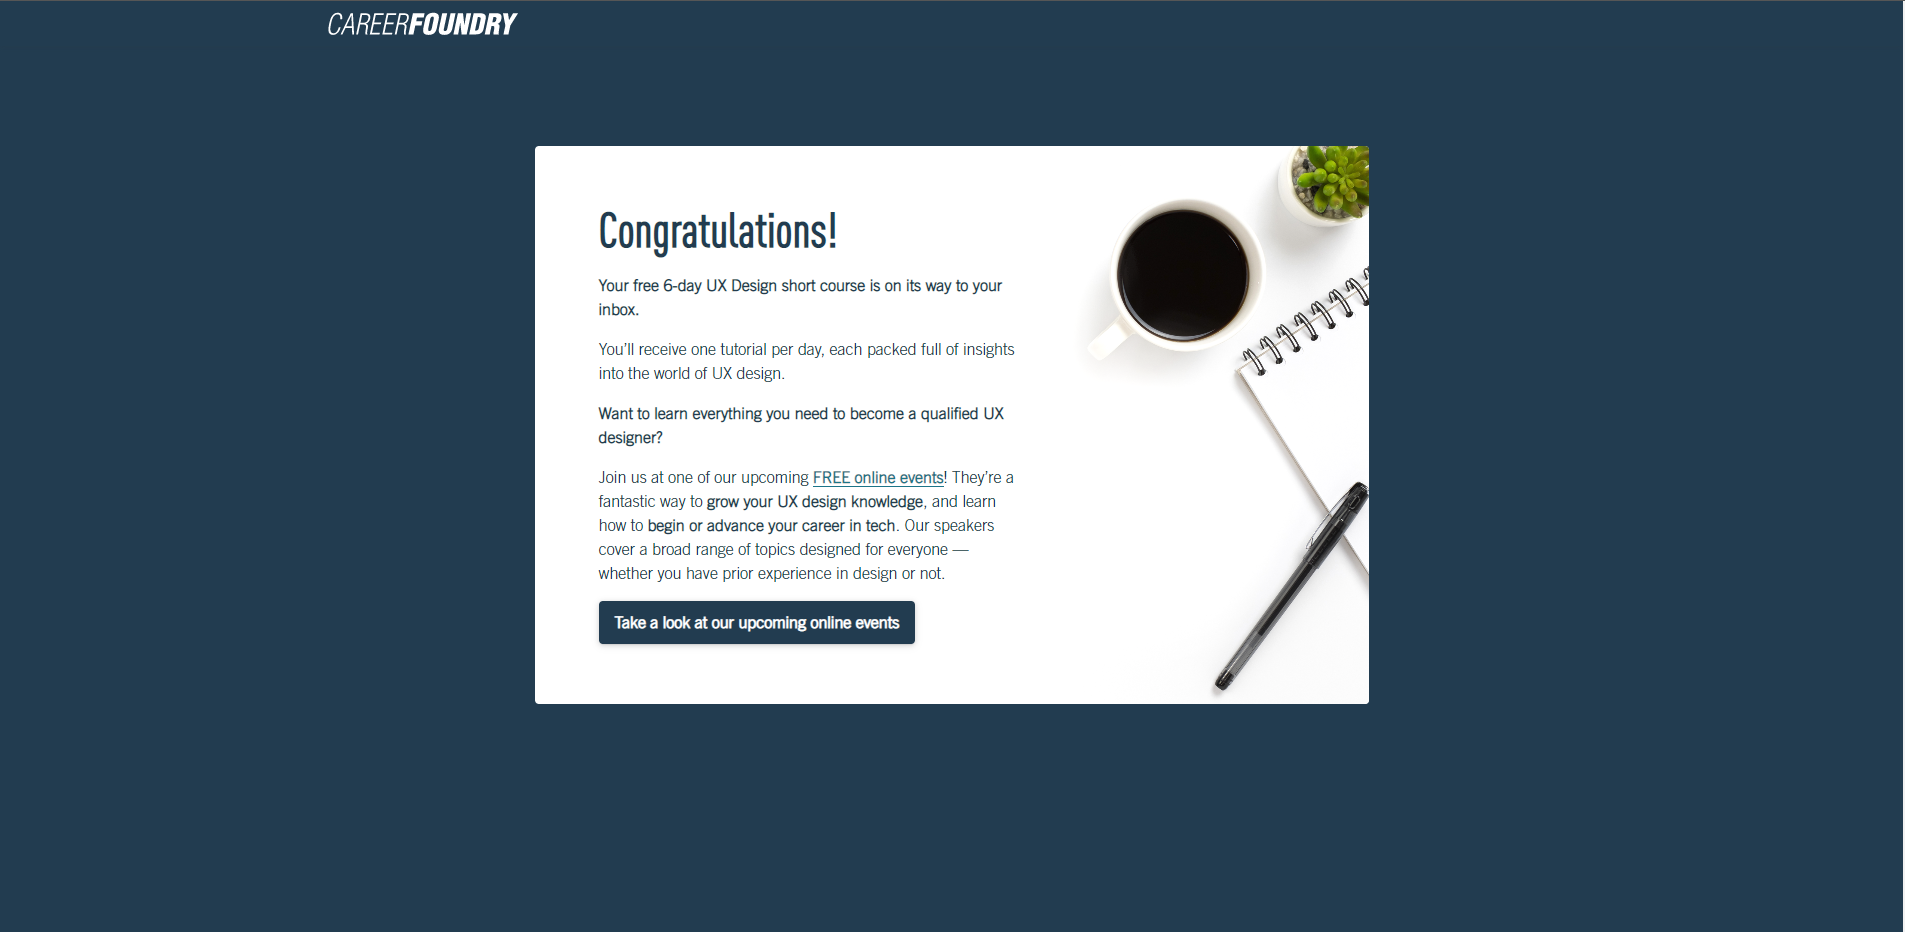 CAREERFOUNDRY
Congratulations!
Your free 6-day UX Design short course is on its way to your
inbox.
You’ll receive one tutorial per day, each packed full of insights
into the world of UX design.
Want to learn everything you need to become a qualified UX
designer?
Join us at one of our upcoming FREE online events! They’re a
fantastic way to grow your UX design knowledge, and learn
how to begin or advance your career in tech. Our speakers
cover a broad range of topics designed for everyone —
whether you have prior experience in design or not.
Take a look at our upcoming online events